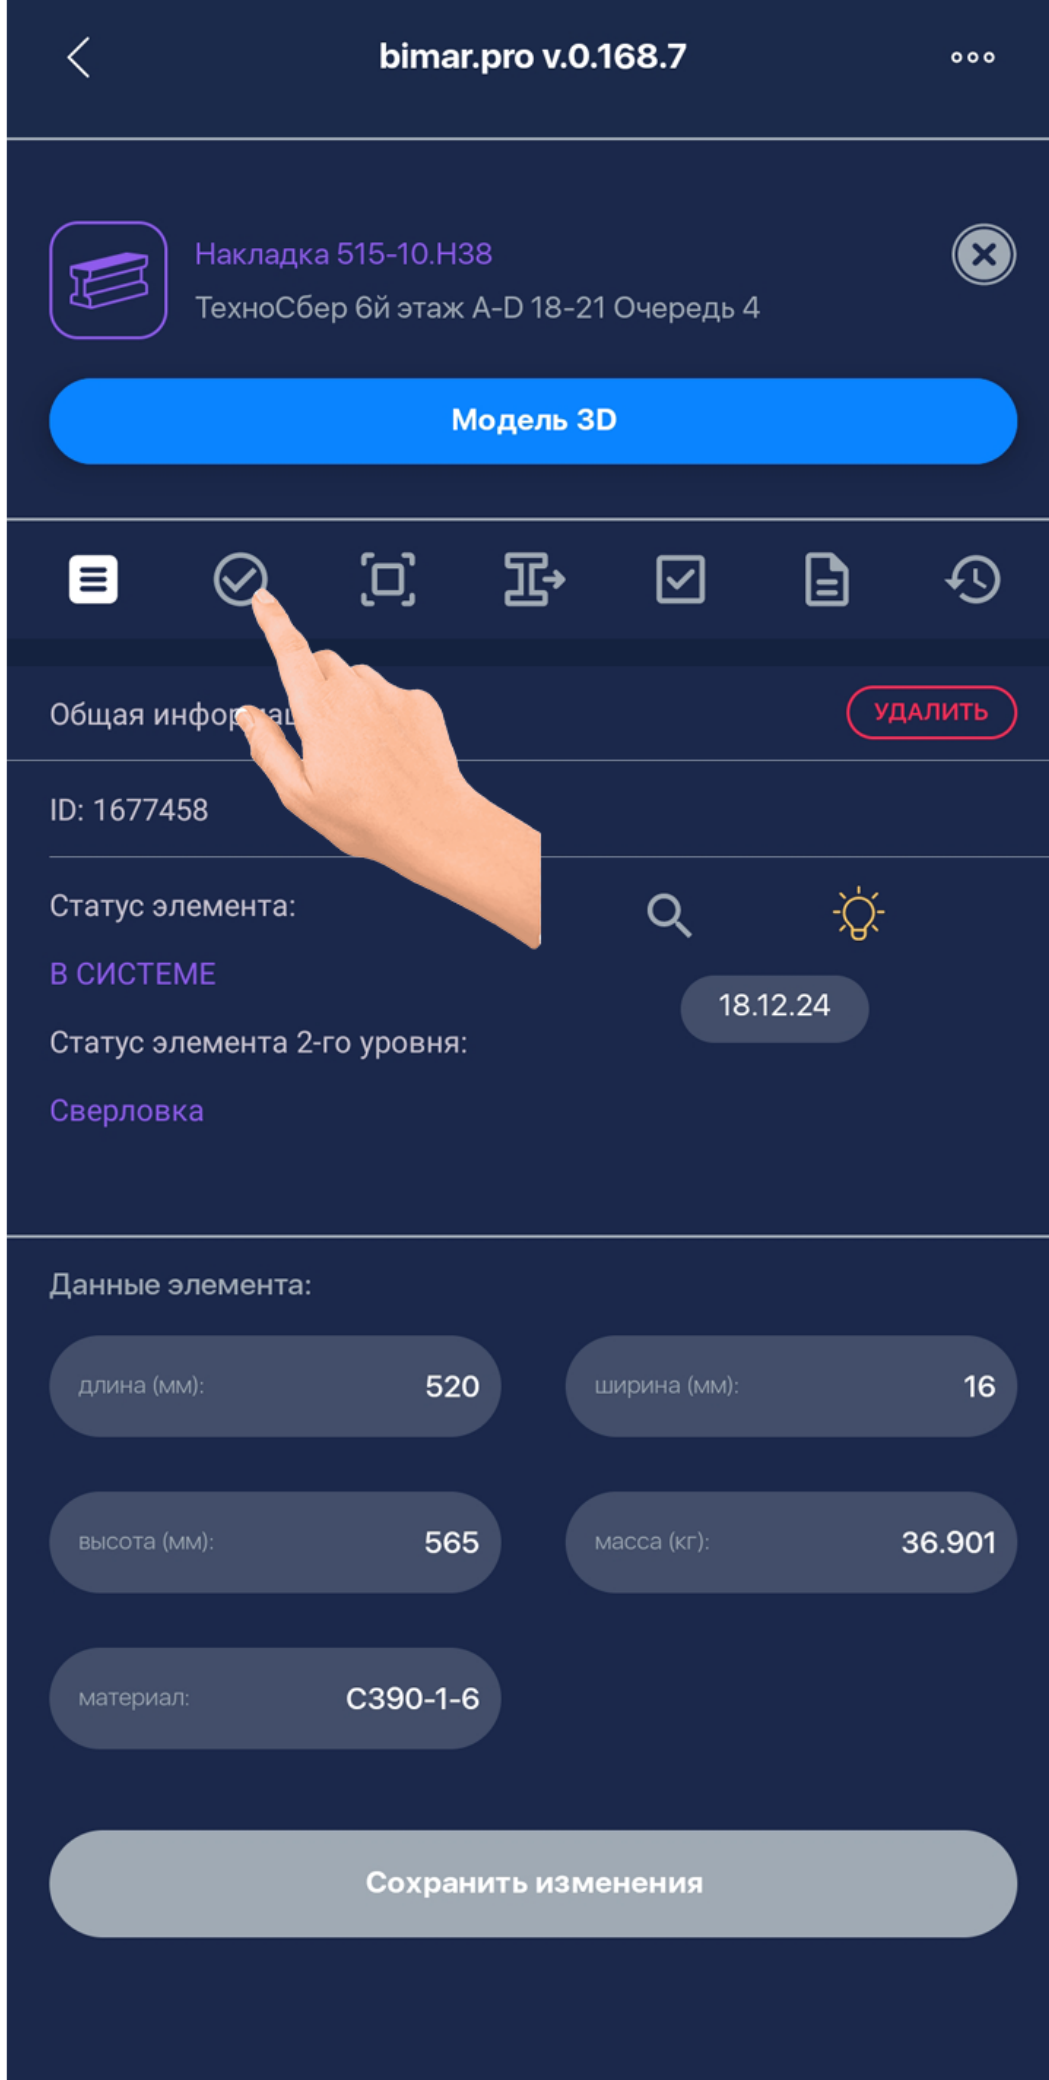 bimar.pro v.0.168.7
Накладка 515-10.Н38
ТехноСбер 6й этаж A-D 18-21 Очередь 4
Модель 3D
Общая
УДАЛИТЬ
ID: 1677458
Статус элемента:
В СИСТЕМЕ
18.12.24
Статус элемента 2-го уровня:
Сверловка
Данные элемента:
длина (мм): 520
ширина (мм): 16
высота (мм): 565
масса (кг): 36.901
материал: С390-1-6
Сохранить изменения